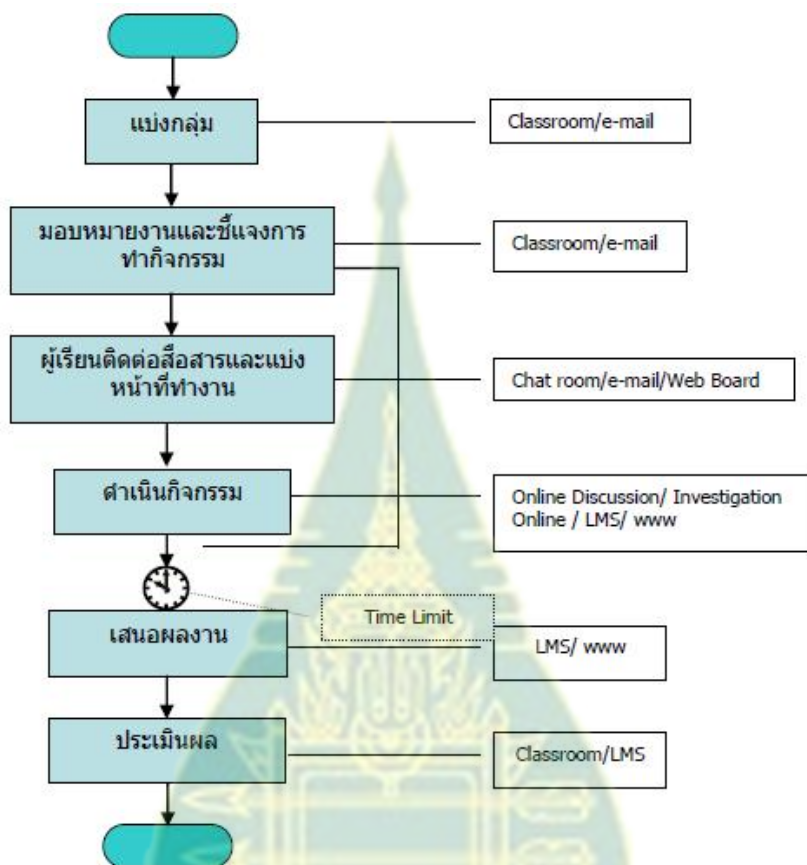 แบ่งกลุ่ม
Classroom/e-mail
มอบหมายงานและชี้แจงการ
ทำกิจกรรม
Classroom/e-mail
ผู้เรียนติดต่อสื่อสารและแบ่ง
หน้าที่ทำงาน
Chat room/e-mail/Web Board
ดำเนินกิจกรรม
Online Discussion/ Investigation
Online / LMS/ www
Time Limit
เสนอผลงาน
LMS/ www
ประเมินผล
Classroom/LMS